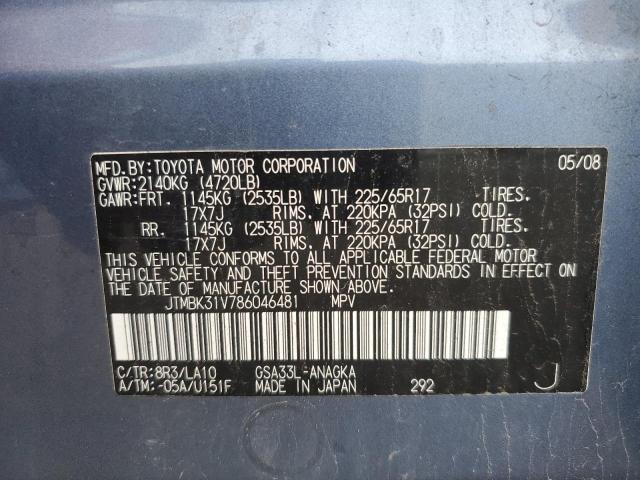 MFD.BY:TOYOTA MOTOR CORPORATION 05/08
GVWR:2140KG (4720LB)
GAWR:FRT. 1145KG (2535LB) WITH 225/65R17 TIRES.
17X7J RIMS. AT 220KPA (32PSI) COLD.
RR. 1145KG (2535LB) WITH 225/65R17 TIRES.
17X7J RIMS. AT 220KPA (32PSI) COLD.
THIS VEHICLE CONFORMS TO ALL APPLICABLE FEDERAL MOTOR
VEHICLE SAFETY AND THEFT PREVENTION STANDARDS IN EFFECT ON
THE DATE OF MANUFACTURE SHOWN ABOVE.
JTMBK31V786046481 MPV
C/TR:8R3/LA10 GSA33L-ANAGKA
A/TM:-05A/U151F MADE IN JAPAN 292 J